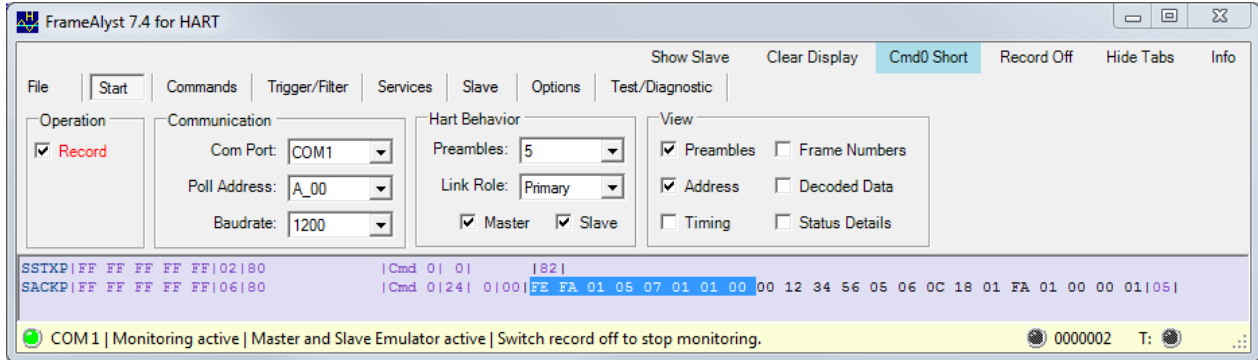 FrameAlyst 7.4 for HART
Show Slave Clear Display Cmd0 Short Record Off Hide Tabs Info
File Start Commands Trigger/Filter Services Slave Options Test/Diagnostic
Operation Communication Hart Behavior View
Record Com Port: COM1 Preambles: 5 Preambles Frame Numbers
Poll Address: A_00 Link Role: Primary Address Decoded Data
Baudrate: 1200 Master Slave Timing Status Details
SSTXP|FF FF FF FF FF|02|80 |Cmd 0| 0| |82|
SACKP|FF FF FF FF FF|06|80 |Cmd 0|24| 0|00|FE FA 01 05 07 01 01 00 00 12 34 56 05 06 0C 18 01 FA 01 00 00 01|05|
COM1 | Monitoring active | Master and Slave Emulator active | Switch record off to stop monitoring. 0000002 T: